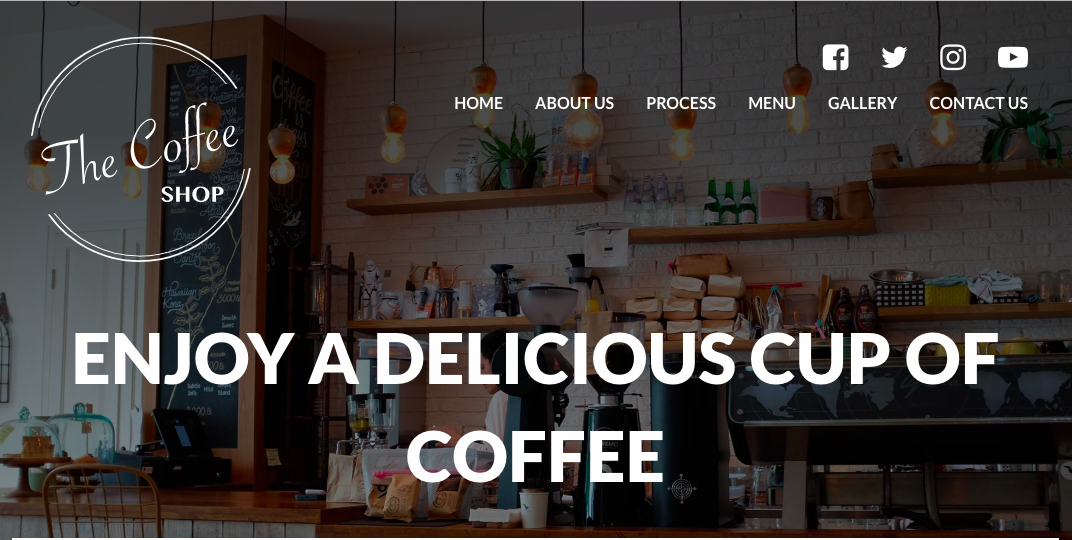 The Coffee
SHOP
HOME ABOUT US PROCESS MENU GALLERY CONTACT US
ENJOY A DELICIOUS CUP OF
COFFEE